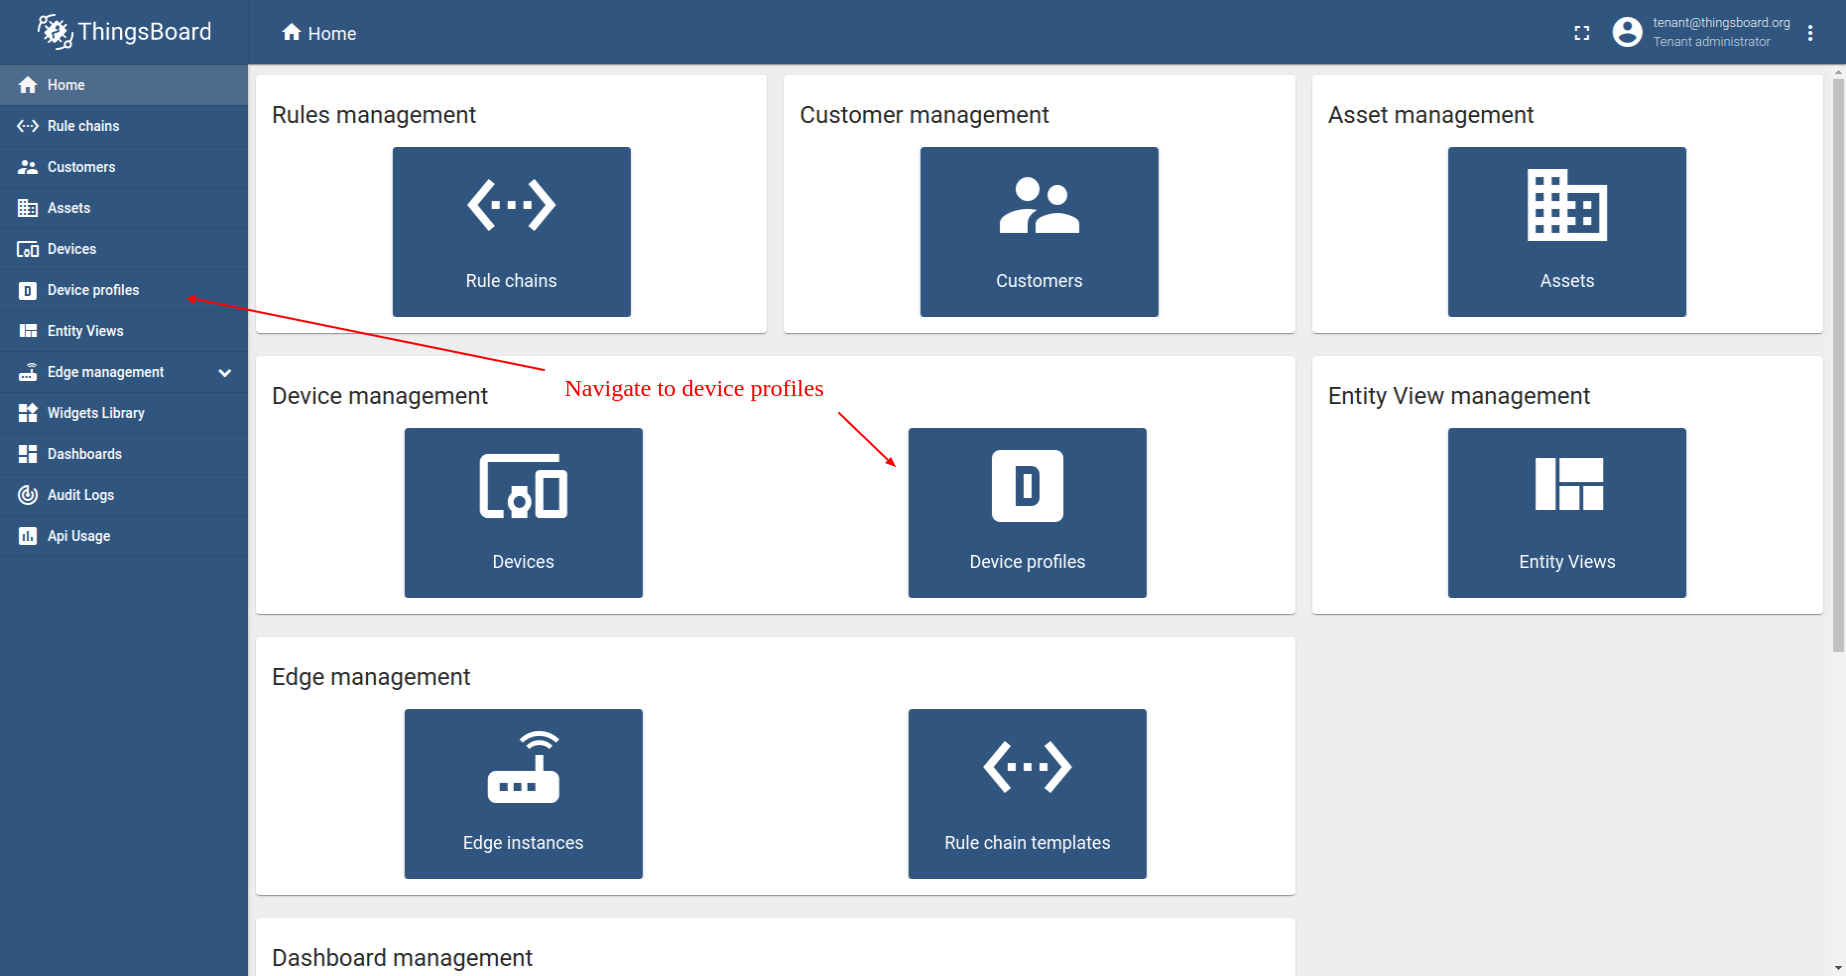 ThingsBoard
Home
tenant@thingsboard.org
Tenant administrator
Home
Rule chains
Customers
Assets
Devices
Device profiles
Entity Views
Edge management
Widgets Library
Dashboards
Audit Logs
Api Usage
Rules management
Rule chains
Customer management
Customers
Asset management
Assets
Navigate to device profiles
Device management
Devices
D
Device profiles
Entity View management
Entity Views
Edge management
Edge instances
Rule chain templates
Dashboard management